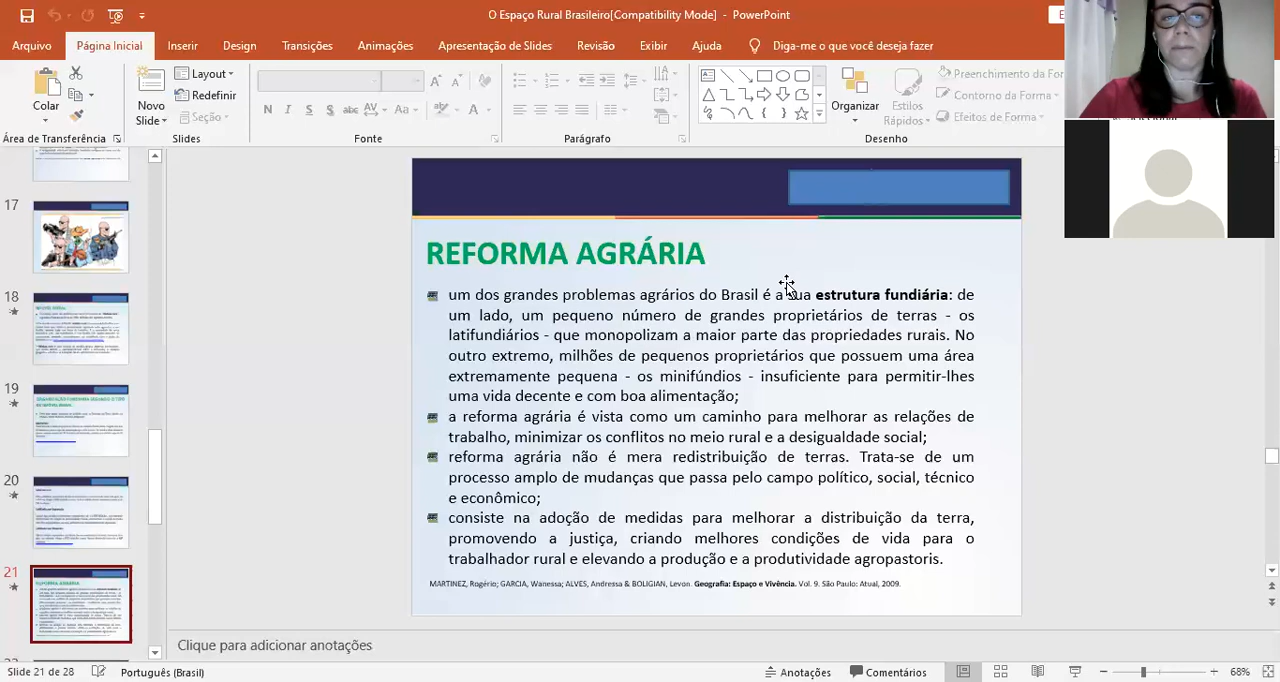 O Espaço Rural Brasileiro[Compatibility Mode] - PowerPoint
Arquivo Página Inicial Inserir Design Transições Animações Apresentação de Slides Revisão Exibir Ajuda Diga-me o que você deseja fazer
Colar
Novo
Slide
Layout
Redefinir
Seção
N I S S abc AV Aa A
Organizar
Estilos
Rápidos
Preenchimento da For
Contorno da Forma
Efeitos de Forma
Área de Transferência Slides Fonte Parágrafo Desenho
17
18
19
20
21
REFORMA AGRÁRIA
um dos grandes problemas agrários do Brasil é a sua estrutura fundiária: de
um lado, um pequeno número de grandes proprietários de terras - os
latifundiários que monopolizam a maior parte das propriedades rurais. No
outro extremo, milhões de pequenos proprietários que possuem uma área
extremamente pequena - os minifúndios - insuficiente para permitir-lhes
uma vida decente e com boa alimentação.
a reforma agrária é vista como um caminho para melhorar as relações de
trabalho, minimizar os conflitos no meio rural e a desigualdade social;
reforma agrária não é mera redistribuição de terras. Trata-se de um
processo amplo de mudanças que passa pelo campo político, social, técnico
e econômico;
consiste na adoção de medidas para melhorar a distribuição da terra,
promovendo a justiça, criando melhores condições de vida para o
trabalhador rural e elevando a produção e a produtividade agropastoris.
MARTINEZ, Rogério; GARCIA, Wanessa; ALVES, Andressa & BOLIGIAN, Levon. Geografia: Espaço e Vivência. Vol. 9. São Paulo: Atual, 2009.
Clique para adicionar anotações
Slide 21 de 28 Português (Brasil) Anotações Comentários 68%